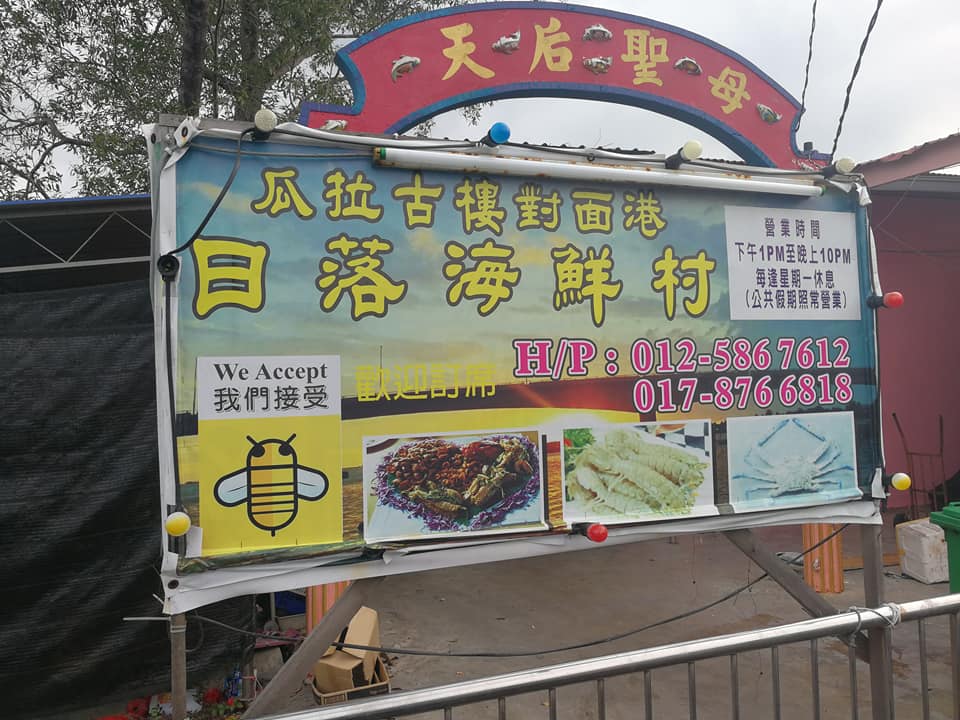 天后聖母
瓜拉古樓對面港
日落海鮮村
營業時間
下午1PM至晚上10PM
每逢星期一休息
(公共假期照常營業)
H/P : 012-586 7612
017-876 6818
We Accept
我們接受
歡迎訂席